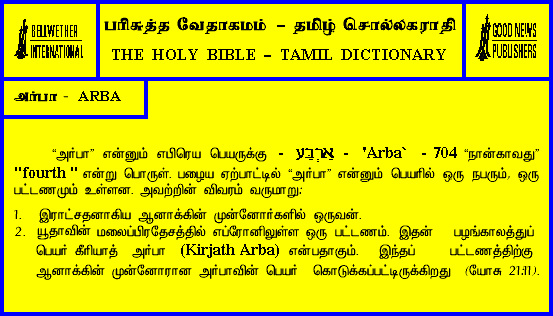 BELLWETHER
INTERNATIONAL
பரிசுத்த வேதாகமம் – தமிழ் சொல்லகராதி
THE HOLY BIBLE – TAMIL DICTIONARY
GOOD NEWS
PUBLISHERS
அர்பா - ARBA
“அர்பா” என்னும் எபிரெய பெயருக்கு - אַרְבַּע - 'Arba` - 704 “நான்காவது”
"fourth " என்று பொருள். பழைய ஏற்பாட்டில் “அர்பா” என்னும் பெயரில் ஒரு நபரும், ஒரு
பட்டணமும் உள்ளன. அவற்றின் விவரம் வருமாறு:
1. இராட்சதனாகிய ஆனாக்கின் முன்னோர்களில் ஒருவன்.
2. யூதாவின் மலைப்பிரதேசத்தில் எப்ரோனிலுள்ள ஒரு பட்டணம். இதன் பழங்காலத்துப்
பெயர் கீரியாத் அர்பா (Kirjath Arba) என்பதாகும். இந்தப் பட்டணத்திற்கு
ஆனாக்கின் முன்னோரான அர்பாவின் பெயர் கொடுக்கப்பட்டிருக்கிறது (யோசு 21:11).